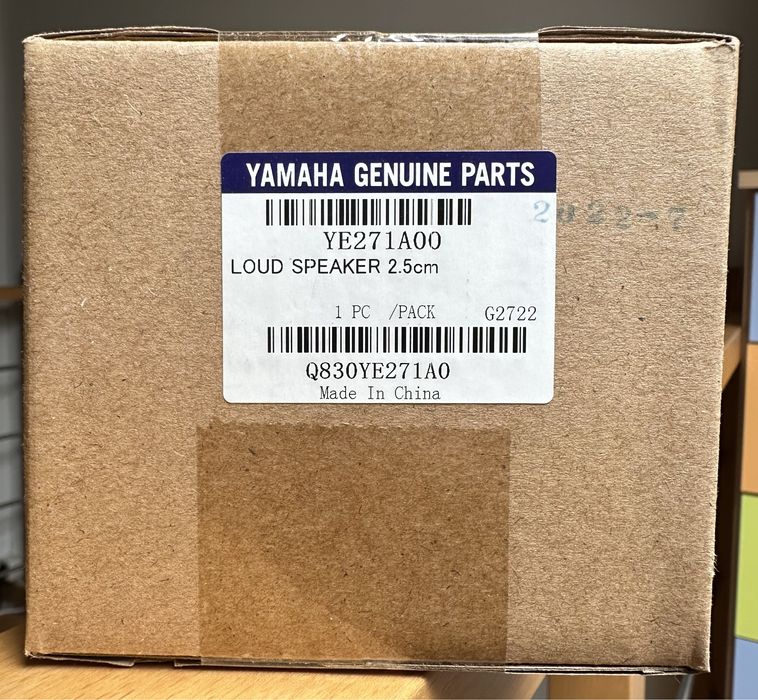 YAMAHA GENUINE PARTS
YE271A00
LOUD SPEAKER 2.5cm
1 PC /PACK G2722
Q830YE271A0
Made In China
2022-7